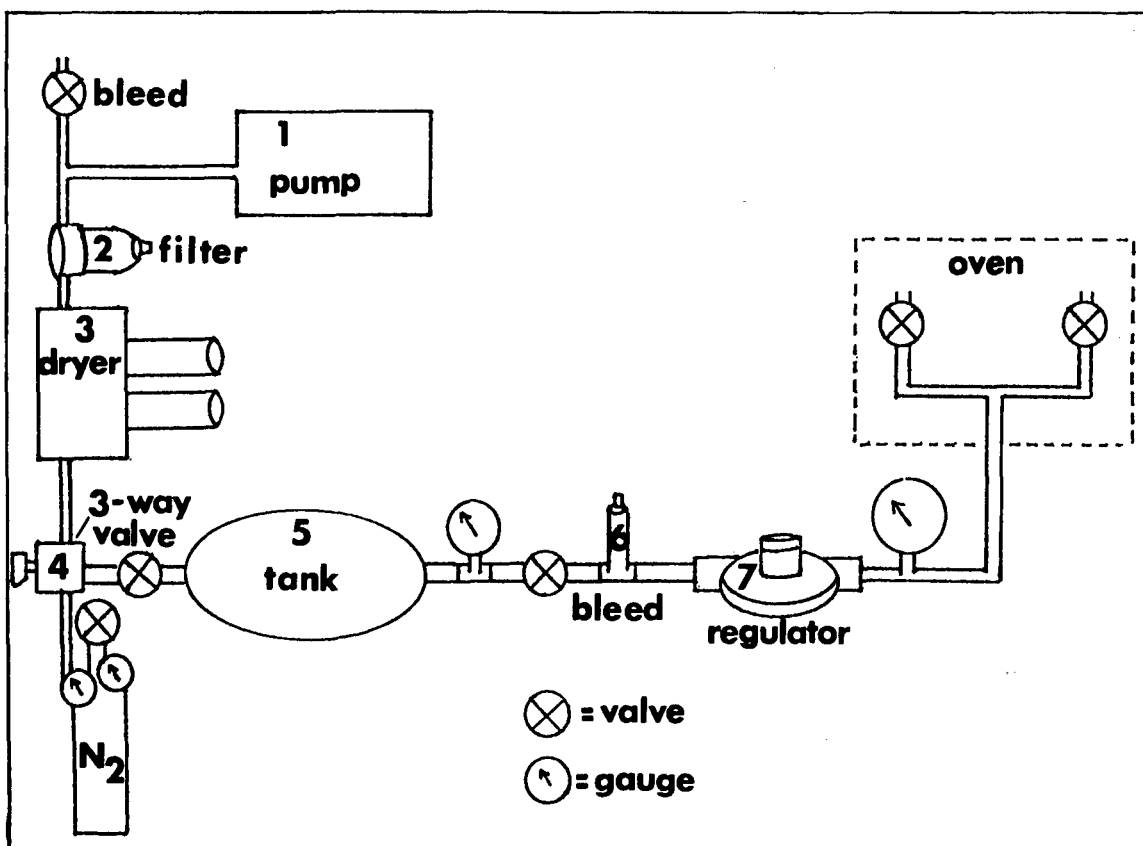 bleed
1
pump
2 filter
3
dryer
oven
3-way
valve
4
5
tank
6
bleed
7
regulator
N2
= valve
= gauge